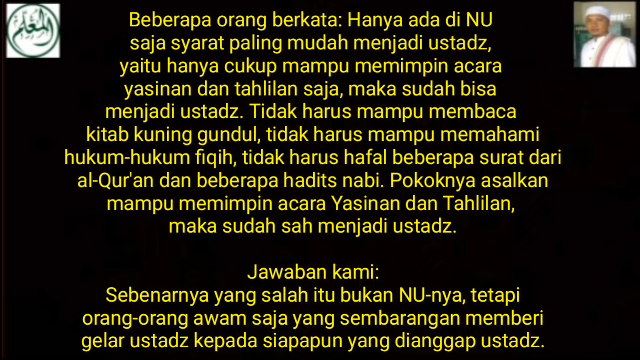 المعلم
Beberapa orang berkata: Hanya ada di NU
saja syarat paling mudah menjadi ustadz,
yaitu hanya cukup mampu memimpin acara
yasinan dan tahlilan saja, maka sudah bisa
menjadi ustadz. Tidak harus mampu membaca
kitab kuning gundul, tidak harus mampu memahami
hukum-hukum fiqih, tidak harus hafal beberapa surat dari
al-Qur'an dan beberapa hadits nabi. Pokoknya asalkan
mampu memimpin acara Yasinan dan Tahlilan,
maka sudah sah menjadi ustadz.
Jawaban kami:
Sebenarnya yang salah itu bukan NU-nya, tetapi
orang-orang awam saja yang sembarangan memberi
gelar ustadz kepada siapapun yang dianggap ustadz.